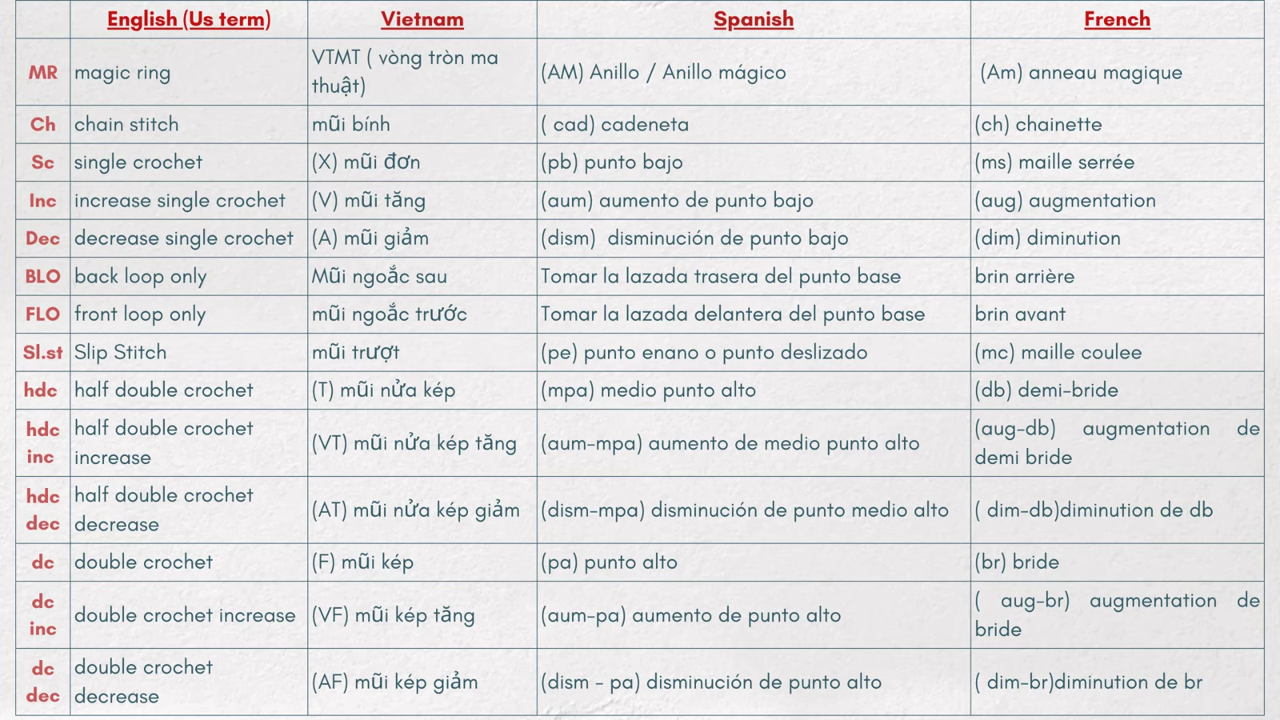 English (Us term) Vietnam Spanish French
MR magic ring VTMT ( vòng tròn ma thuật) (AM) Anillo / Anillo mágico (Am) anneau magique
Ch chain stitch mũi bính (cad) cadeneta (ch) chainette
Sc single crochet (X) mũi đơn (pb) punto bajo (ms) maille serrée
Inc increase single crochet (V) mũi tăng (aum) aumento de punto bajo (aug) augmentation
Dec decrease single crochet (A) mũi giảm (dism) disminución de punto bajo (dim) diminution
BLO back loop only Mũi ngoắc sau Tomar la lazada trasera del punto base brin arrière
FLO front loop only mũi ngoắc trước Tomar la lazada delantera del punto base brin avant
Sl.st Slip Stitch mũi trượt (pe) punto enano o punto deslizado (mc) maille coulee
hdc half double crochet (T) mũi nửa kép (mpa) medio punto alto (db) demi-bride
hdc inc half double crochet increase (VT) mũi nửa kép tăng (aum-mpa) aumento de medio punto alto (aug-db) augmentation de demi bride
hdc dec half double crochet decrease (AT) mũi nửa kép giảm (dism-mpa) disminución de punto medio alto ( dim-db)diminution de db
dc double crochet (F) mũi kép (pa) punto alto (br) bride
dc inc double crochet increase (VF) mũi kép tăng (aum-pa) aumento de punto alto ( aug-br) augmentation de bride
dc dec double crochet decrease (AF) mũi kép giảm (dism - pa) disminución de punto alto ( dim-br)diminution de br